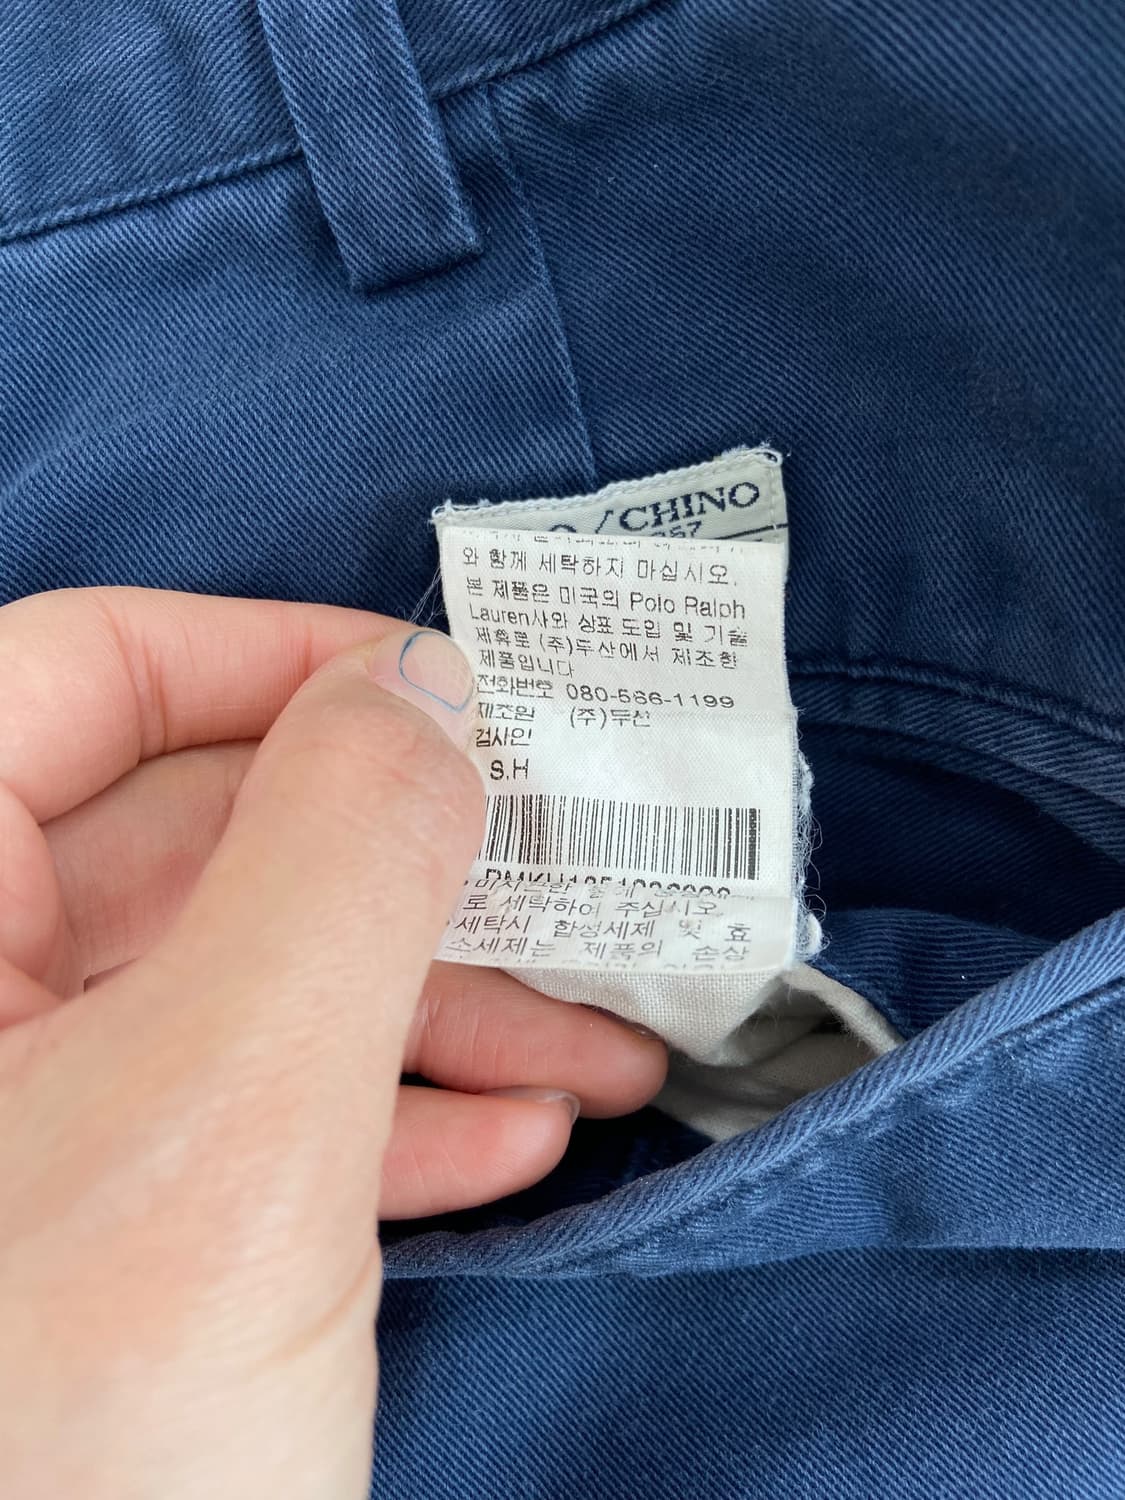 /CHINO
와 함께 세탁하지 마십시오.
본 제품은 미국의 Polo Ralph
Lauren사와 상표 도입 및 기술
제휴로 (주)두산에서 제조한
제품입니다
전화번호 080-566-1199
제조원 (주)두산
검사인
S.H
로 세탁하여 주십시오.
세탁시 합성세제 및 효
소세제는 제품의 손상